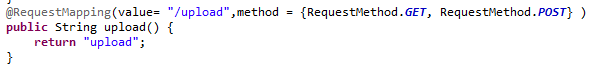 @RequestMapping(value= "/upload",method = {RequestMethod.GET, RequestMethod.POST} )
public String upload() {
    return "upload";
}